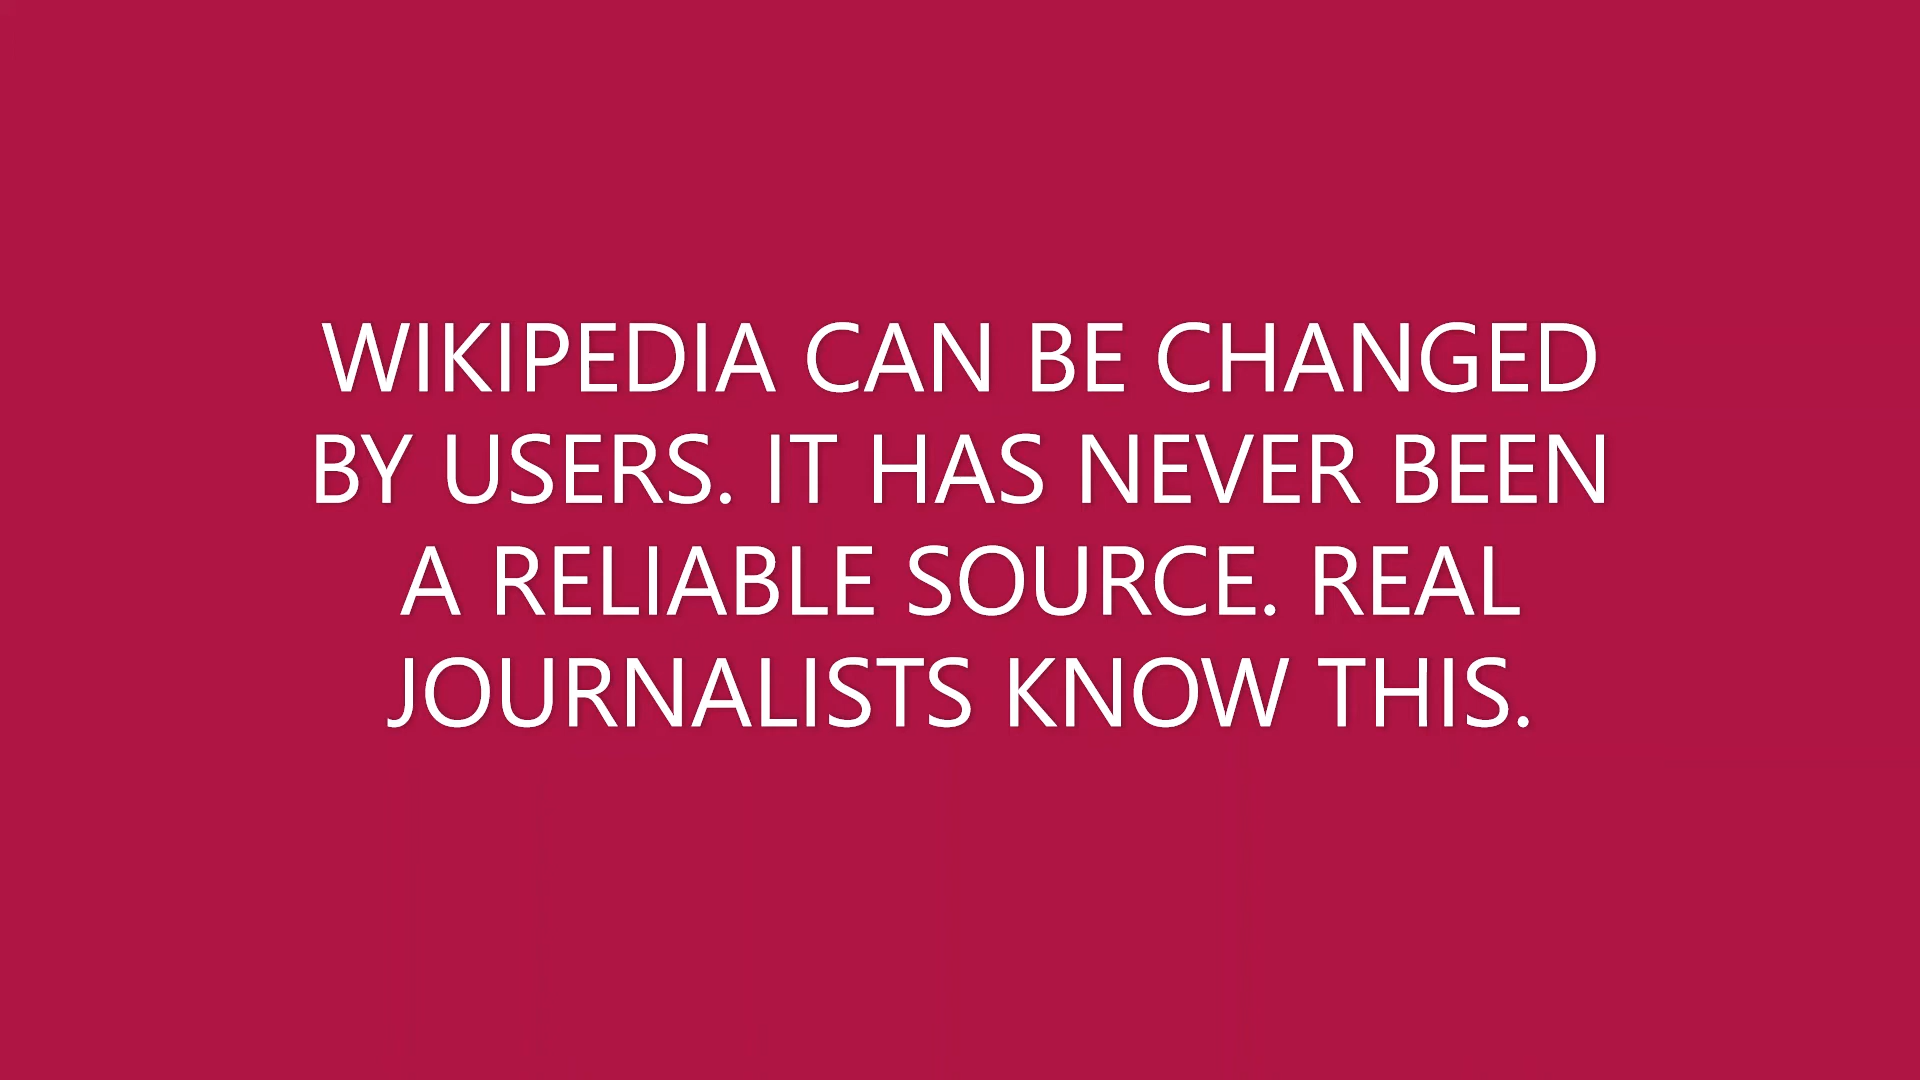 WIKIPEDIA CAN BE CHANGED
BY USERS. IT HAS NEVER BEEN
A RELIABLE SOURCE. REAL
JOURNALISTS KNOW THIS.